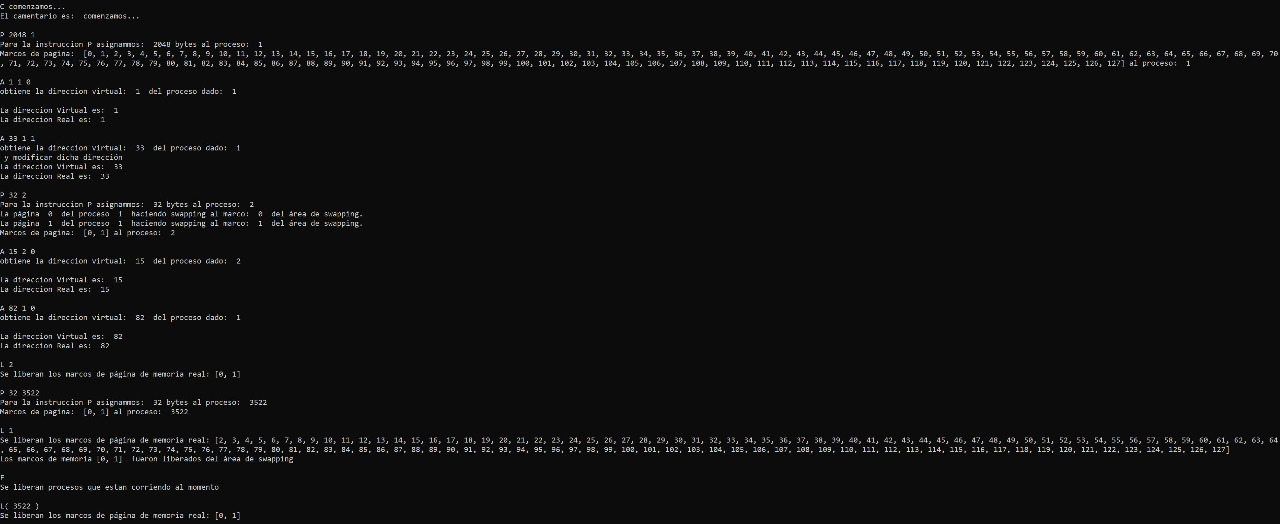 C comenzamos...
El camentario es:  comenzamos...
P 2048 1
Para la instruccion P asignammos:  2048 bytes al proceso:  1
Marcos de pagina:  [0, 1, 2, 3, 4, 5, 6, 7, 8, 9, 10, 11, 12, 13, 14, 15, 16, 17, 18, 19, 20, 21, 22, 23, 24, 25, 26, 27, 28, 29, 30, 31, 32, 33, 34, 35, 36, 37, 38, 39, 40, 41, 42, 43, 44, 45, 46, 47, 48, 49, 50, 51, 52, 53, 54, 55, 56, 57, 58, 59, 60, 61, 62, 63, 64, 65, 66, 67, 68, 69, 70
, 71, 72, 73, 74, 75, 76, 77, 78, 79, 80, 81, 82, 83, 84, 85, 86, 87, 88, 89, 90, 91, 92, 93, 94, 95, 96, 97, 98, 99, 100, 101, 102, 103, 104, 105, 106, 107, 108, 109, 110, 111, 112, 113, 114, 115, 116, 117, 118, 119, 120, 121, 122, 123, 124, 125, 126, 127] al proceso:  1
A 1 1 0
obtiene la direccion virtual:  1  del proceso dado:  1
La direccion Virtual es:  1
La direccion Real es:  1
A 33 1 1
obtiene la direccion virtual:  33  del proceso dado:  1
 y modificar dicha dirección
La direccion Virtual es:  33
La direccion Real es:  33
P 32 2
Para la instruccion P asignammos:  32 bytes al proceso:  2
La página  0  del proceso  1  haciendo swapping al marco:  0  del área de swapping.
La página  1  del proceso  1  haciendo swapping al marco:  1  del área de swapping.
Marcos de pagina:  [0, 1] al proceso:  2
A 15 2 0
obtiene la direccion virtual:  15  del proceso dado:  2
La direccion Virtual es:  15
La direccion Real es:  15
A 82 1 0
obtiene la direccion virtual:  82  del proceso dado:  1
La direccion Virtual es:  82
La direccion Real es:  82
L 2
Se liberan los marcos de página de memoria real: [0, 1]
P 32 3522
Para la instruccion P asignammos:  32 bytes al proceso:  3522
Marcos de pagina:  [0, 1] al proceso:  3522
L 1
Se liberan los marcos de página de memoria real: [2, 3, 4, 5, 6, 7, 8, 9, 10, 11, 12, 13, 14, 15, 16, 17, 18, 19, 20, 21, 22, 23, 24, 25, 26, 27, 28, 29, 30, 31, 32, 33, 34, 35, 36, 37, 38, 39, 40, 41, 42, 43, 44, 45, 46, 47, 48, 49, 50, 51, 52, 53, 54, 55, 56, 57, 58, 59, 60, 61, 62, 63, 64
, 65, 66, 67, 68, 69, 70, 71, 72, 73, 74, 75, 76, 77, 78, 79, 80, 81, 82, 83, 84, 85, 86, 87, 88, 89, 90, 91, 92, 93, 94, 95, 96, 97, 98, 99, 100, 101, 102, 103, 104, 105, 106, 107, 108, 109, 110, 111, 112, 113, 114, 115, 116, 117, 118, 119, 120, 121, 122, 123, 124, 125, 126, 127]
Los marcos de memoria [0, 1]  fueron liberados del área de swapping
F
Se liberan procesos que estan corriendo al momento
L( 3522 )
Se liberan los marcos de página de memoria real: [0, 1]